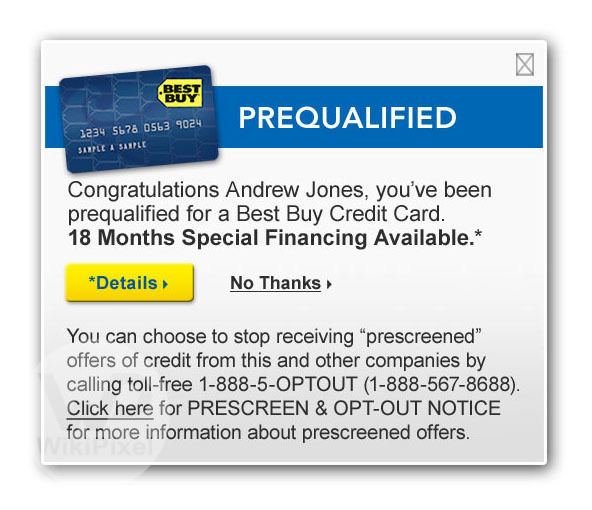 BEST
BUY
1234 5678 0563 9024
SAMPLE A SAMPLE
PREQUALIFIED
Congratulations Andrew Jones, you’ve been
prequalified for a Best Buy Credit Card.
18 Months Special Financing Available.*
*Details
No Thanks
You can choose to stop receiving “prescreened”
offers of credit from this and other companies by
calling toll-free 1-888-5-OPTOUT (1-888-567-8688).
Click here for PRESCREEN & OPT-OUT NOTICE
for more information about prescreened offers.
WikiPixel